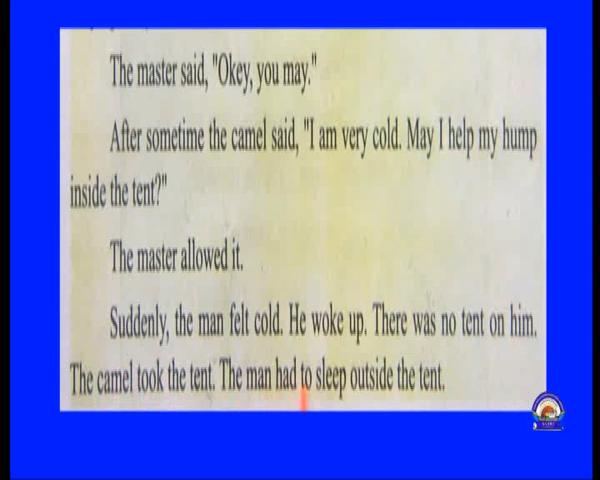 The master said, "Okey, you may."
After sometime the camel said, "I am very cold. May I help my hump
inside the tent?"
The master allowed it.
Suddenly, the man felt cold. He woke up. There was no tent on him.
The camel took the tent. The man had to sleep outside the tent.